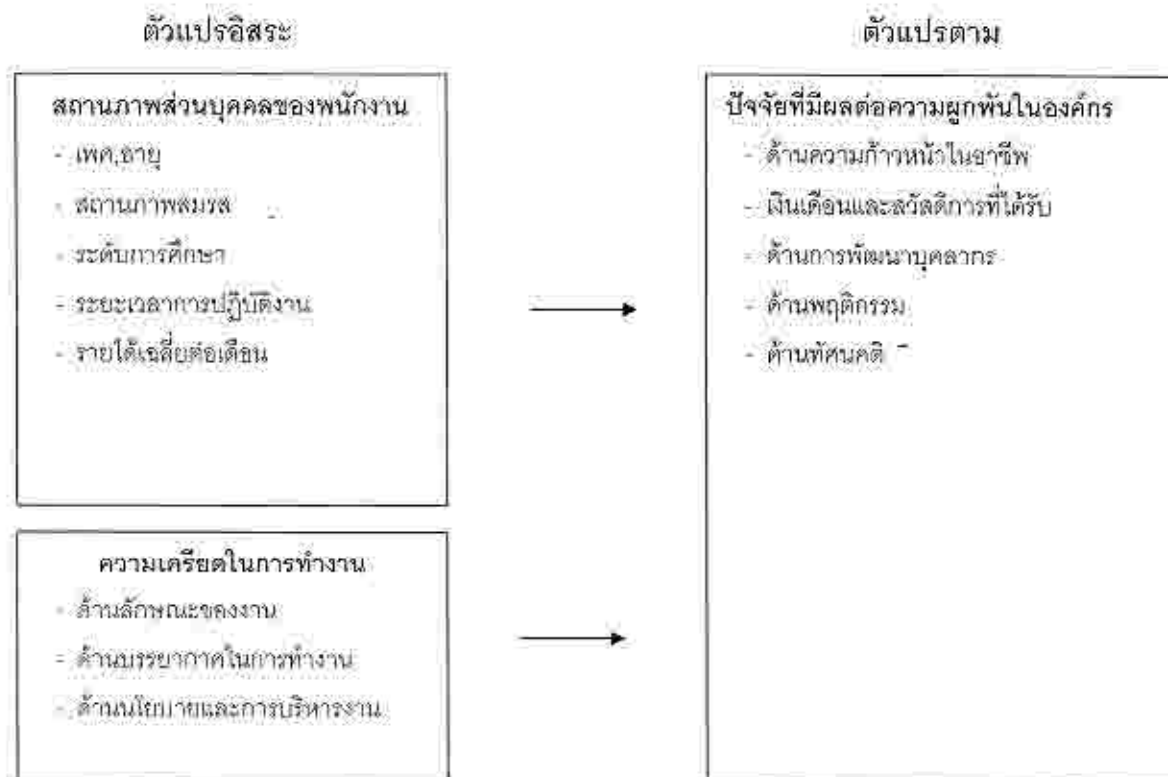 ตัวแปรอิสระ
ตัวแปรตาม
สถานภาพส่วนบุคคลของพนักงาน
- เพศ,อายุ
- สถานภาพสมรส
- ระดับการศึกษา
- ระยะเวลาการปฏิบัติงาน
- รายได้เฉลี่ยต่อเดือน
ความเครียดในการทำงาน
- ด้านลักษณะของงาน
- ด้านบรรยากาศในการทำงาน
- ด้านนโยบายและการบริหารงาน
ปัจจัยที่มีผลต่อความผูกพันในองค์กร
- ด้านความก้าวหน้าในอาชีพ
- เงินเดือนและสวัสดิการที่ได้รับ
- ด้านการพัฒนาบุคลากร
- ด้านพฤติกรรม
- ด้านทัศนคติ